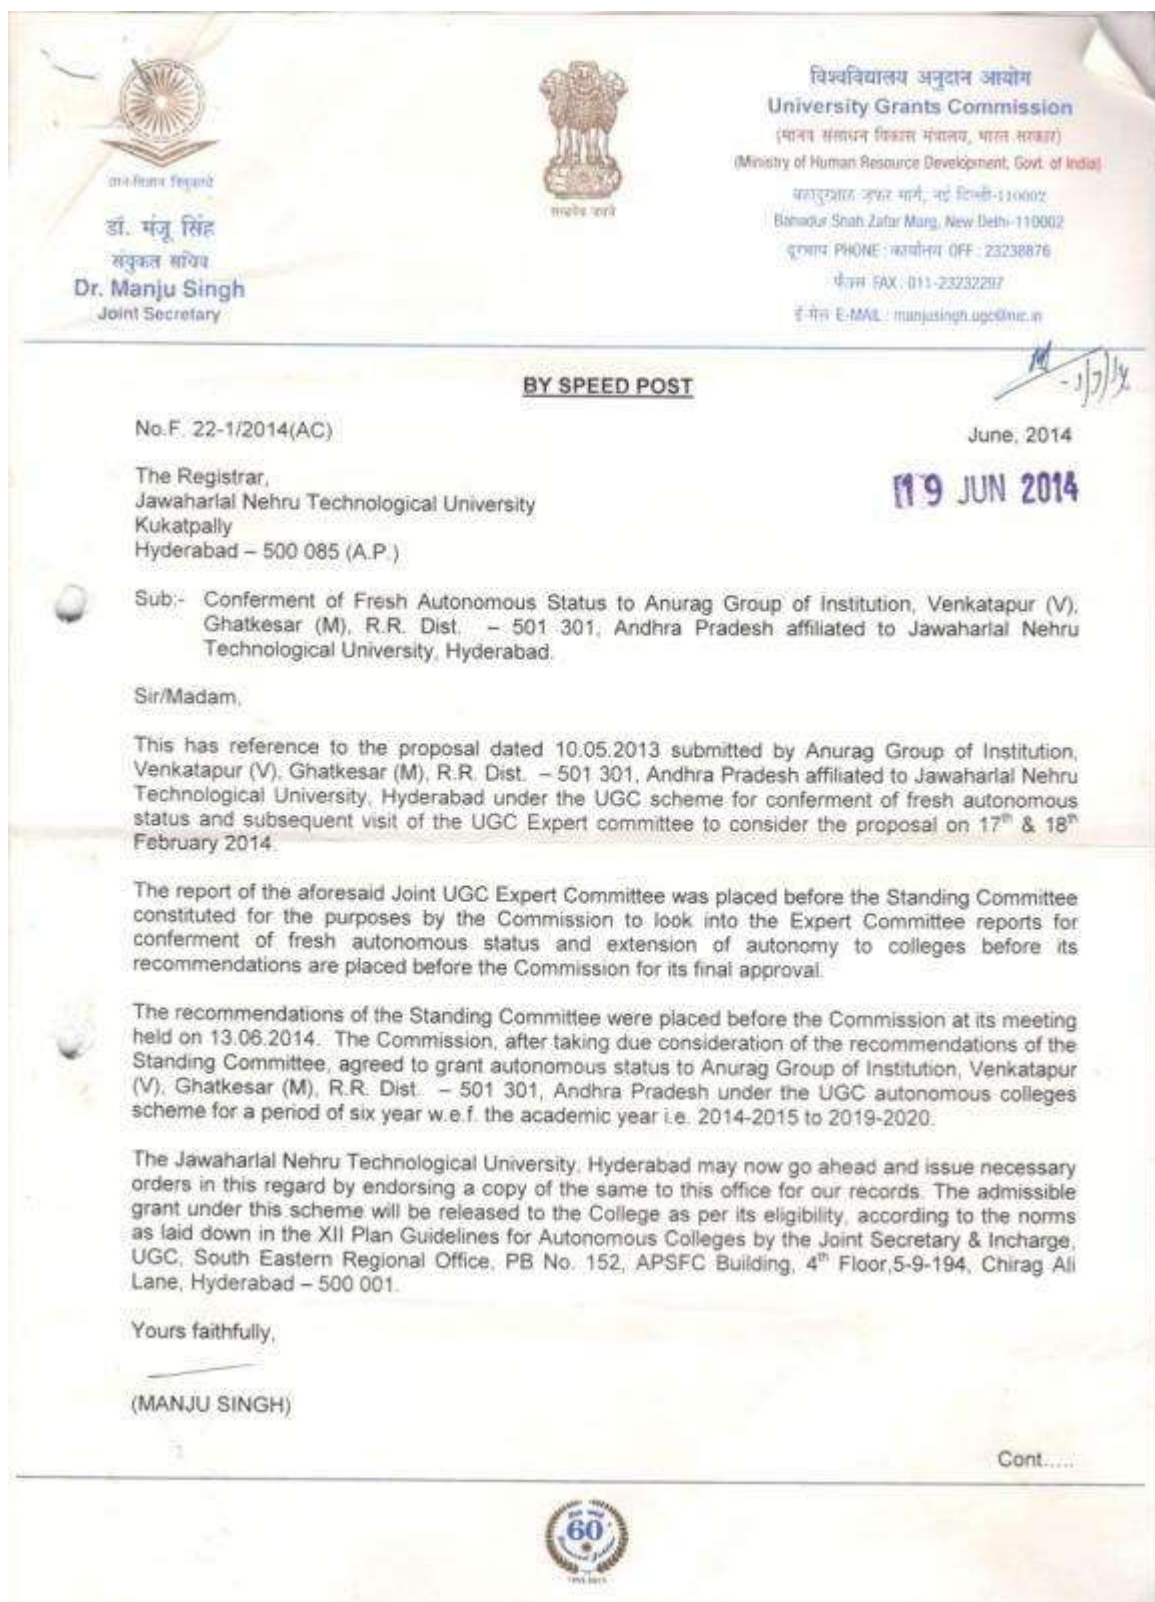 ज्ञान-विज्ञान विमुक्तये
डॉ. मंजू सिंह
संयुक्त सचिव
Dr. Manju Singh
Joint Secretary
सत्यमेव जयते
विश्वविद्यालय अनुदान आयोग
University Grants Commission
(मानव संसाधन विकास मंत्रालय, भारत सरकार)
(Ministry of Human Resource Development, Govt. of India)
बहादुरशाह ज़फर मार्ग, नई दिल्ली-110002
Bahadur Shah Zafar Marg, New Delhi-110002
दूरभाष PHONE : कार्यालय OFF : 23238876
फैक्स FAX : 011-23232297
ई-मेल E-MAIL : manjusingh.ugc@nic.in
BY SPEED POST
No.F. 22-1/2014(AC)
June, 2014
19 JUN 2014
The Registrar,
Jawaharlal Nehru Technological University
Kukatpally
Hyderabad – 500 085 (A.P.)
Sub:- Conferment of Fresh Autonomous Status to Anurag Group of Institution, Venkatapur (V),
Ghatkesar (M), R.R. Dist. – 501 301, Andhra Pradesh affiliated to Jawaharlal Nehru
Technological University, Hyderabad.
Sir/Madam,
This has reference to the proposal dated 10.05.2013 submitted by Anurag Group of Institution,
Venkatapur (V), Ghatkesar (M), R.R. Dist. – 501 301, Andhra Pradesh affiliated to Jawaharlal Nehru
Technological University, Hyderabad under the UGC scheme for conferment of fresh autonomous
status and subsequent visit of the UGC Expert committee to consider the proposal on 17th & 18th
February 2014.
The report of the aforesaid Joint UGC Expert Committee was placed before the Standing Committee
constituted for the purposes by the Commission to look into the Expert Committee reports for
conferment of fresh autonomous status and extension of autonomy to colleges before its
recommendations are placed before the Commission for its final approval.
The recommendations of the Standing Committee were placed before the Commission at its meeting
held on 13.06.2014. The Commission, after taking due consideration of the recommendations of the
Standing Committee, agreed to grant autonomous status to Anurag Group of Institution, Venkatapur
(V), Ghatkesar (M), R.R. Dist. – 501 301, Andhra Pradesh under the UGC autonomous colleges
scheme for a period of six year w.e.f. the academic year i.e. 2014-2015 to 2019-2020.
The Jawaharlal Nehru Technological University, Hyderabad may now go ahead and issue necessary
orders in this regard by endorsing a copy of the same to this office for our records. The admissible
grant under this scheme will be released to the College as per its eligibility, according to the norms
as laid down in the XII Plan Guidelines for Autonomous Colleges by the Joint Secretary & Incharge,
UGC, South Eastern Regional Office, PB No. 152, APSFC Building, 4th Floor,5-9-194, Chirag Ali
Lane, Hyderabad – 500 001.
Yours faithfully,
(MANJU SINGH)
Cont.....
60